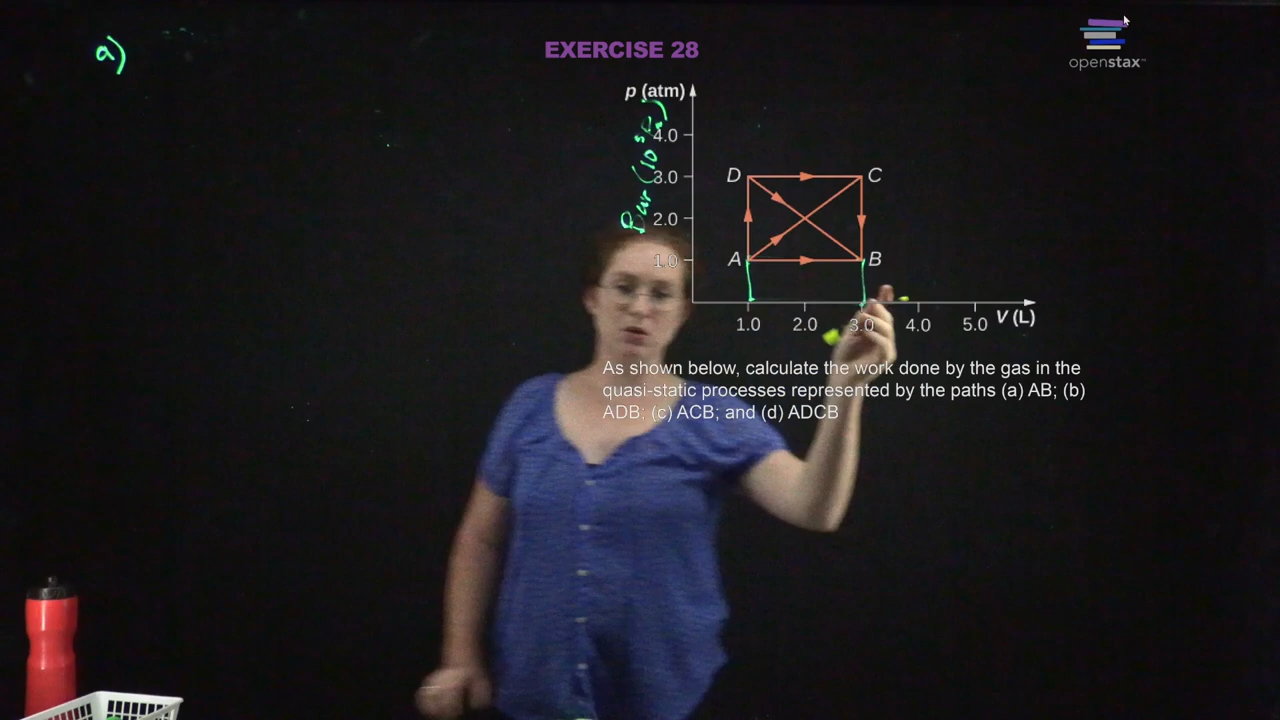 a)
EXERCISE 28
openstax™
p (atm)
4.0
3.0
2.0
1.0
D
C
A
B
1.0 2.0 3.0 4.0 5.0 V (L)
As shown below, calculate the work done by the gas in the
quasi-static processes represented by the paths (a) AB; (b)
ADB; (c) ACB; and (d) ADCB